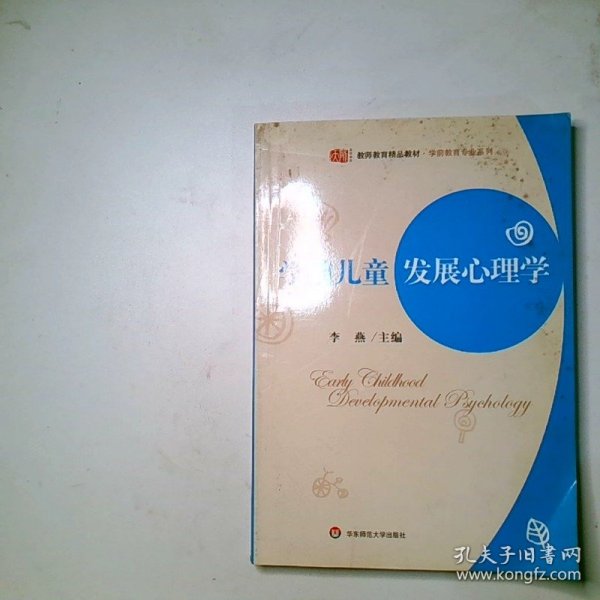 教师教育精品教材·学前教育专业系列
学前儿童 发展心理学
李 燕/主编
Early Childhood
Developmental Psychology
华东师范大学出版社
孔夫子旧书网
www.kongfz.com